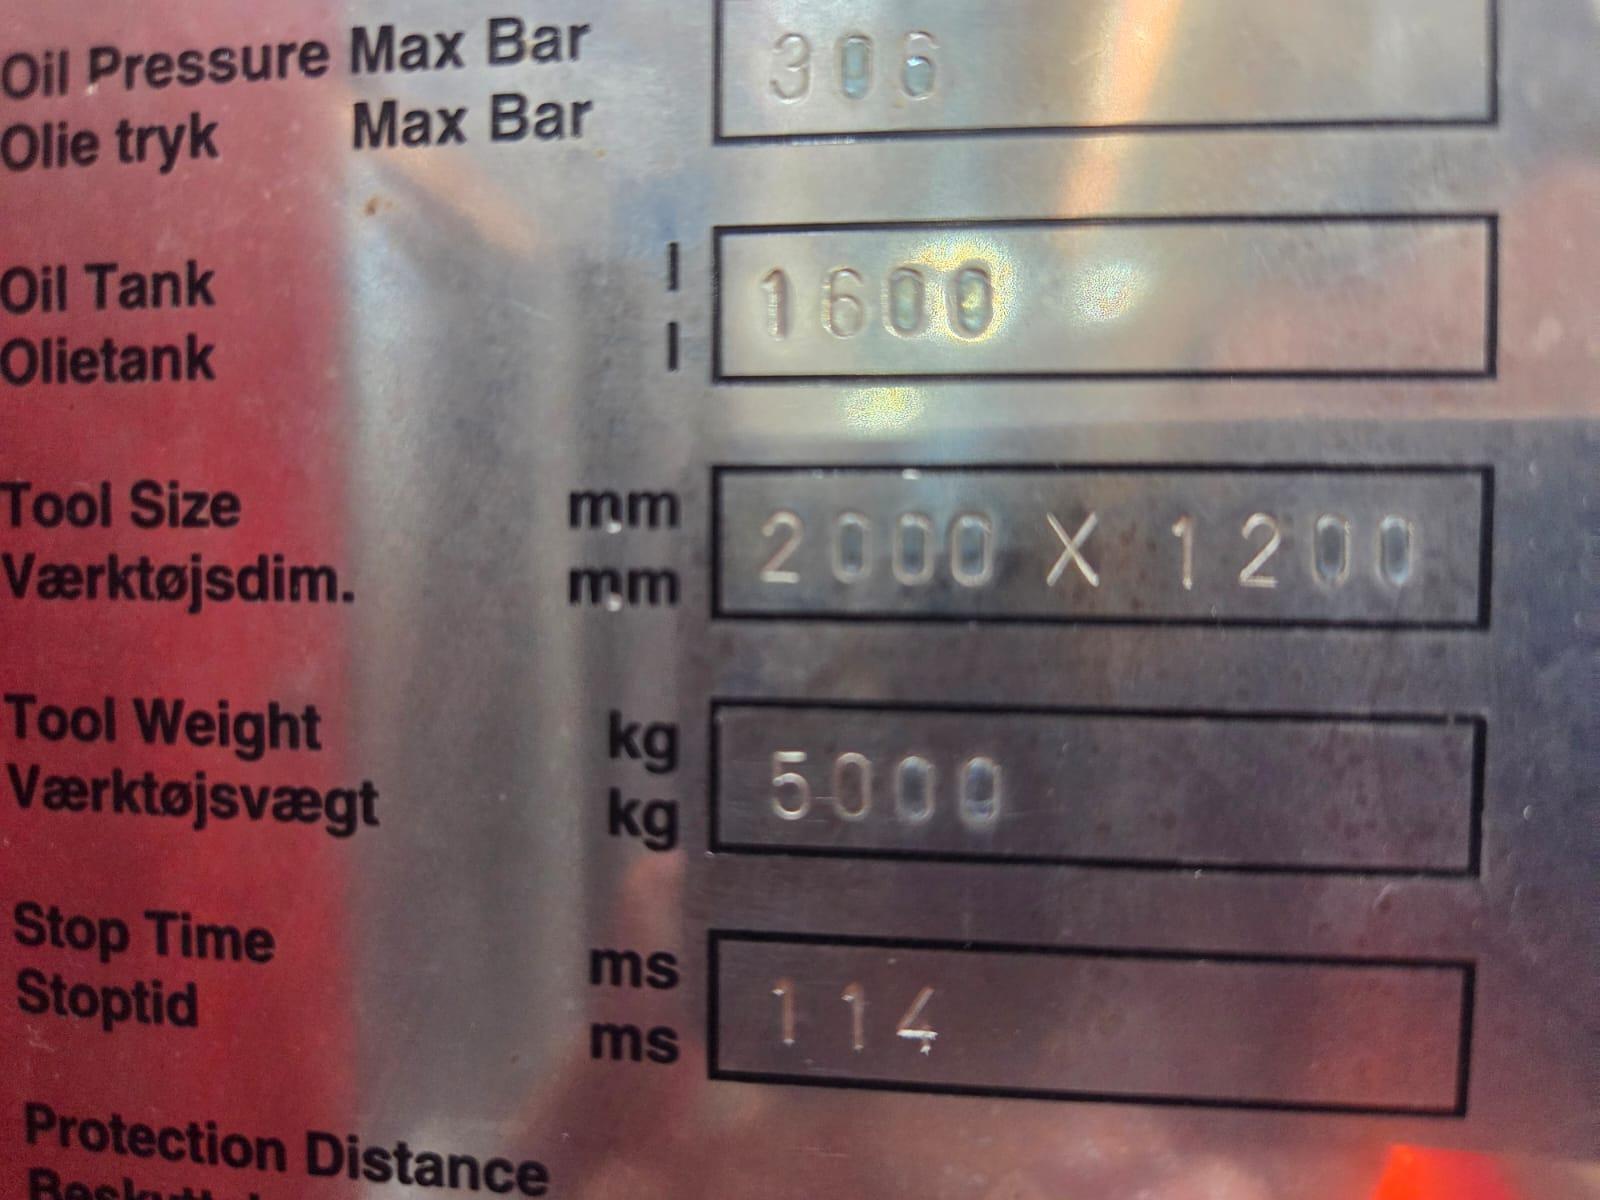 Oil Pressure Max Bar 306
Olie tryk Max Bar
Oil Tank l 1600
Olietank l
Tool Size mm 2000 X 1200
Værktøjsdim. mm
Tool Weight kg 5000
Værktøjsvægt kg
Stop Time ms 114
Stoptid ms
Protection Distance